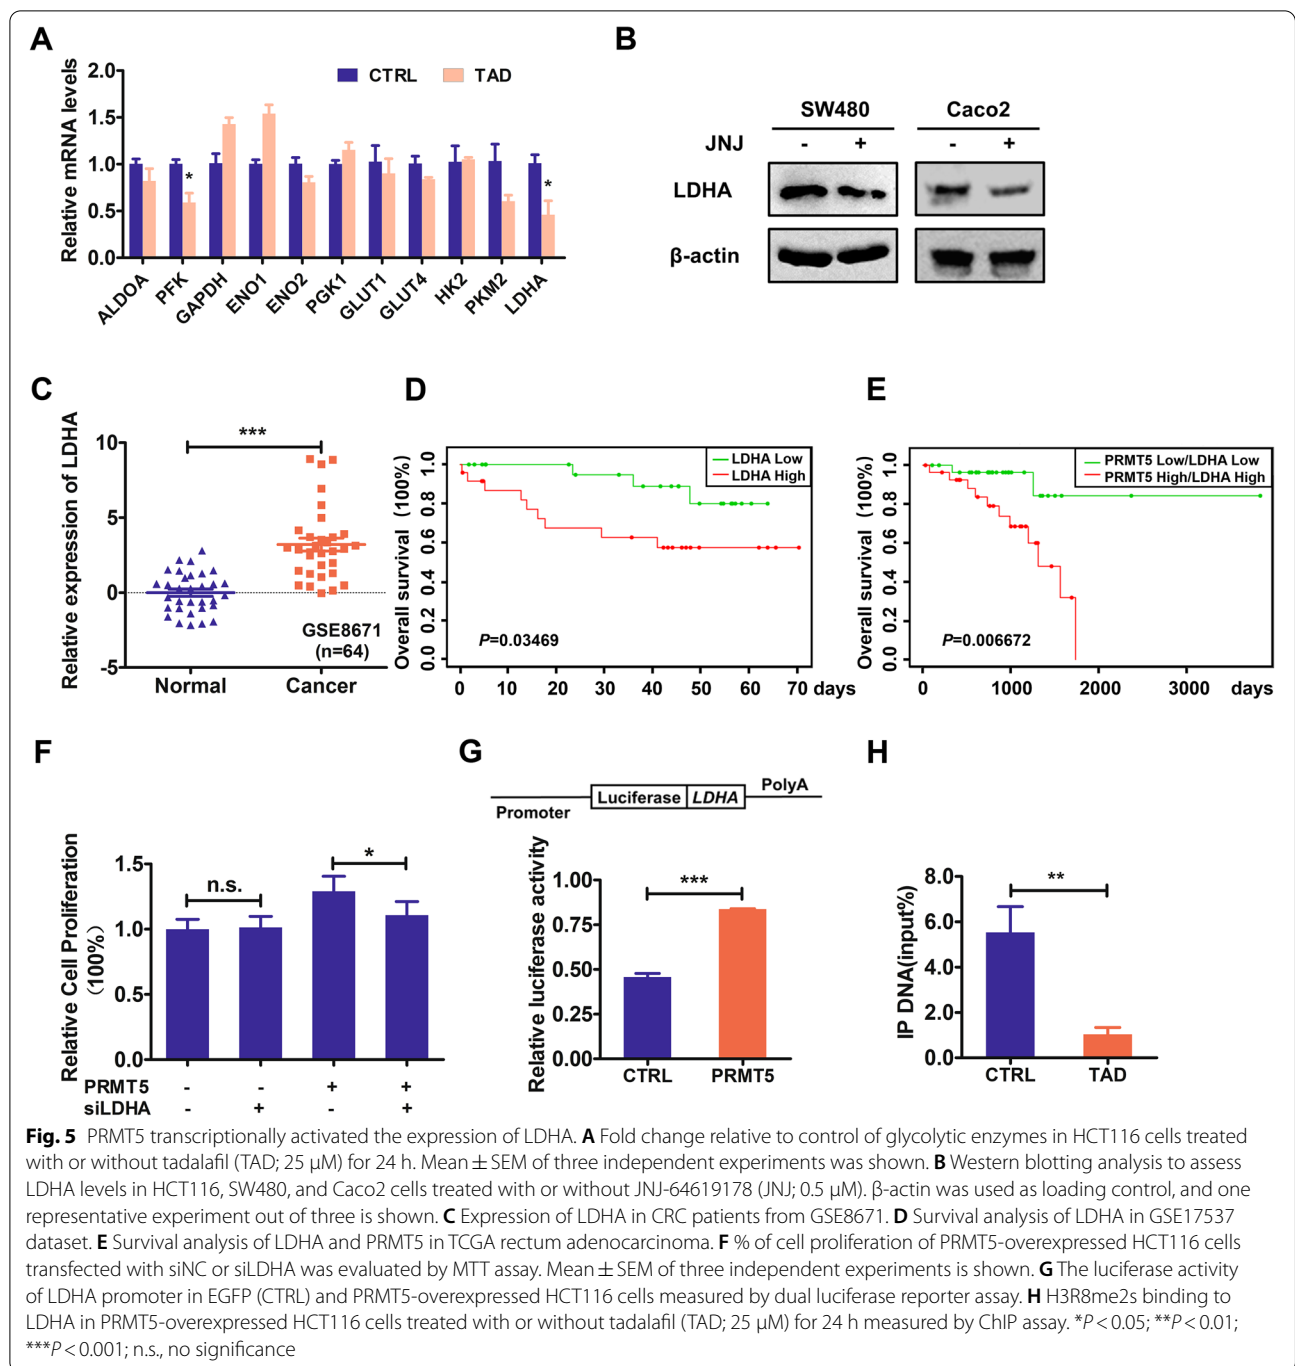 A
Relative mRNA levels
2.0
1.5
1.0
0.5
0.0
CTRL TAD
* *
ALDOA PFK GAPDH ENO1 ENO2 PGK1 GLUT1 GLUT4 HK2 PKM2 LDHA
B
SW480 Caco2
JNJ - + - +
LDHA
β-actin
C
Relative expression of LDHA
10
5
0
-5
***
GSE8671
(n=64)
Normal Cancer
D
Overall survival (100%)
1.0
0.8
0.6
0.4
0.2
0.0
LDHA Low
LDHA High
P=0.03469
0 10 20 30 40 50 60 70 days
E
Overall survival (100%)
1.0
0.8
0.6
0.4
0.2
0.0
PRMT5 Low/LDHA Low
PRMT5 High/LDHA High
P=0.006672
0 1000 2000 3000 days
F
Relative Cell Proliferation
(100%)
1.5
1.0
0.5
0.0
n.s. *
PRMT5 - - + +
siLDHA - + - +
G
Promoter Luciferase LDHA PolyA
Relative luciferase activity
1.00
0.75
0.50
0.25
0.00
***
CTRL PRMT5
H
IP DNA(input%)
8.0
6.0
4.0
2.0
0.0
**
CTRL TAD
Fig. 5 PRMT5 transcriptionally activated the expression of LDHA. A Fold change relative to control of glycolytic enzymes in HCT116 cells treated
with or without tadalafil (TAD; 25 μM) for 24 h. Mean ± SEM of three independent experiments was shown. B Western blotting analysis to assess
LDHA levels in HCT116, SW480, and Caco2 cells treated with or without JNJ-64619178 (JNJ; 0.5 μM). β-actin was used as loading control, and one
representative experiment out of three is shown. C Expression of LDHA in CRC patients from GSE8671. D Survival analysis of LDHA in GSE17537
dataset. E Survival analysis of LDHA and PRMT5 in TCGA rectum adenocarcinoma. F % of cell proliferation of PRMT5-overexpressed HCT116 cells
transfected with siNC or siLDHA was evaluated by MTT assay. Mean ± SEM of three independent experiments is shown. G The luciferase activity
of LDHA promoter in EGFP (CTRL) and PRMT5-overexpressed HCT116 cells measured by dual luciferase reporter assay. H H3R8me2s binding to
LDHA in PRMT5-overexpressed HCT116 cells treated with or without tadalafil (TAD; 25 μM) for 24 h measured by ChIP assay. *P < 0.05; **P < 0.01;
***P < 0.001; n.s., no significance